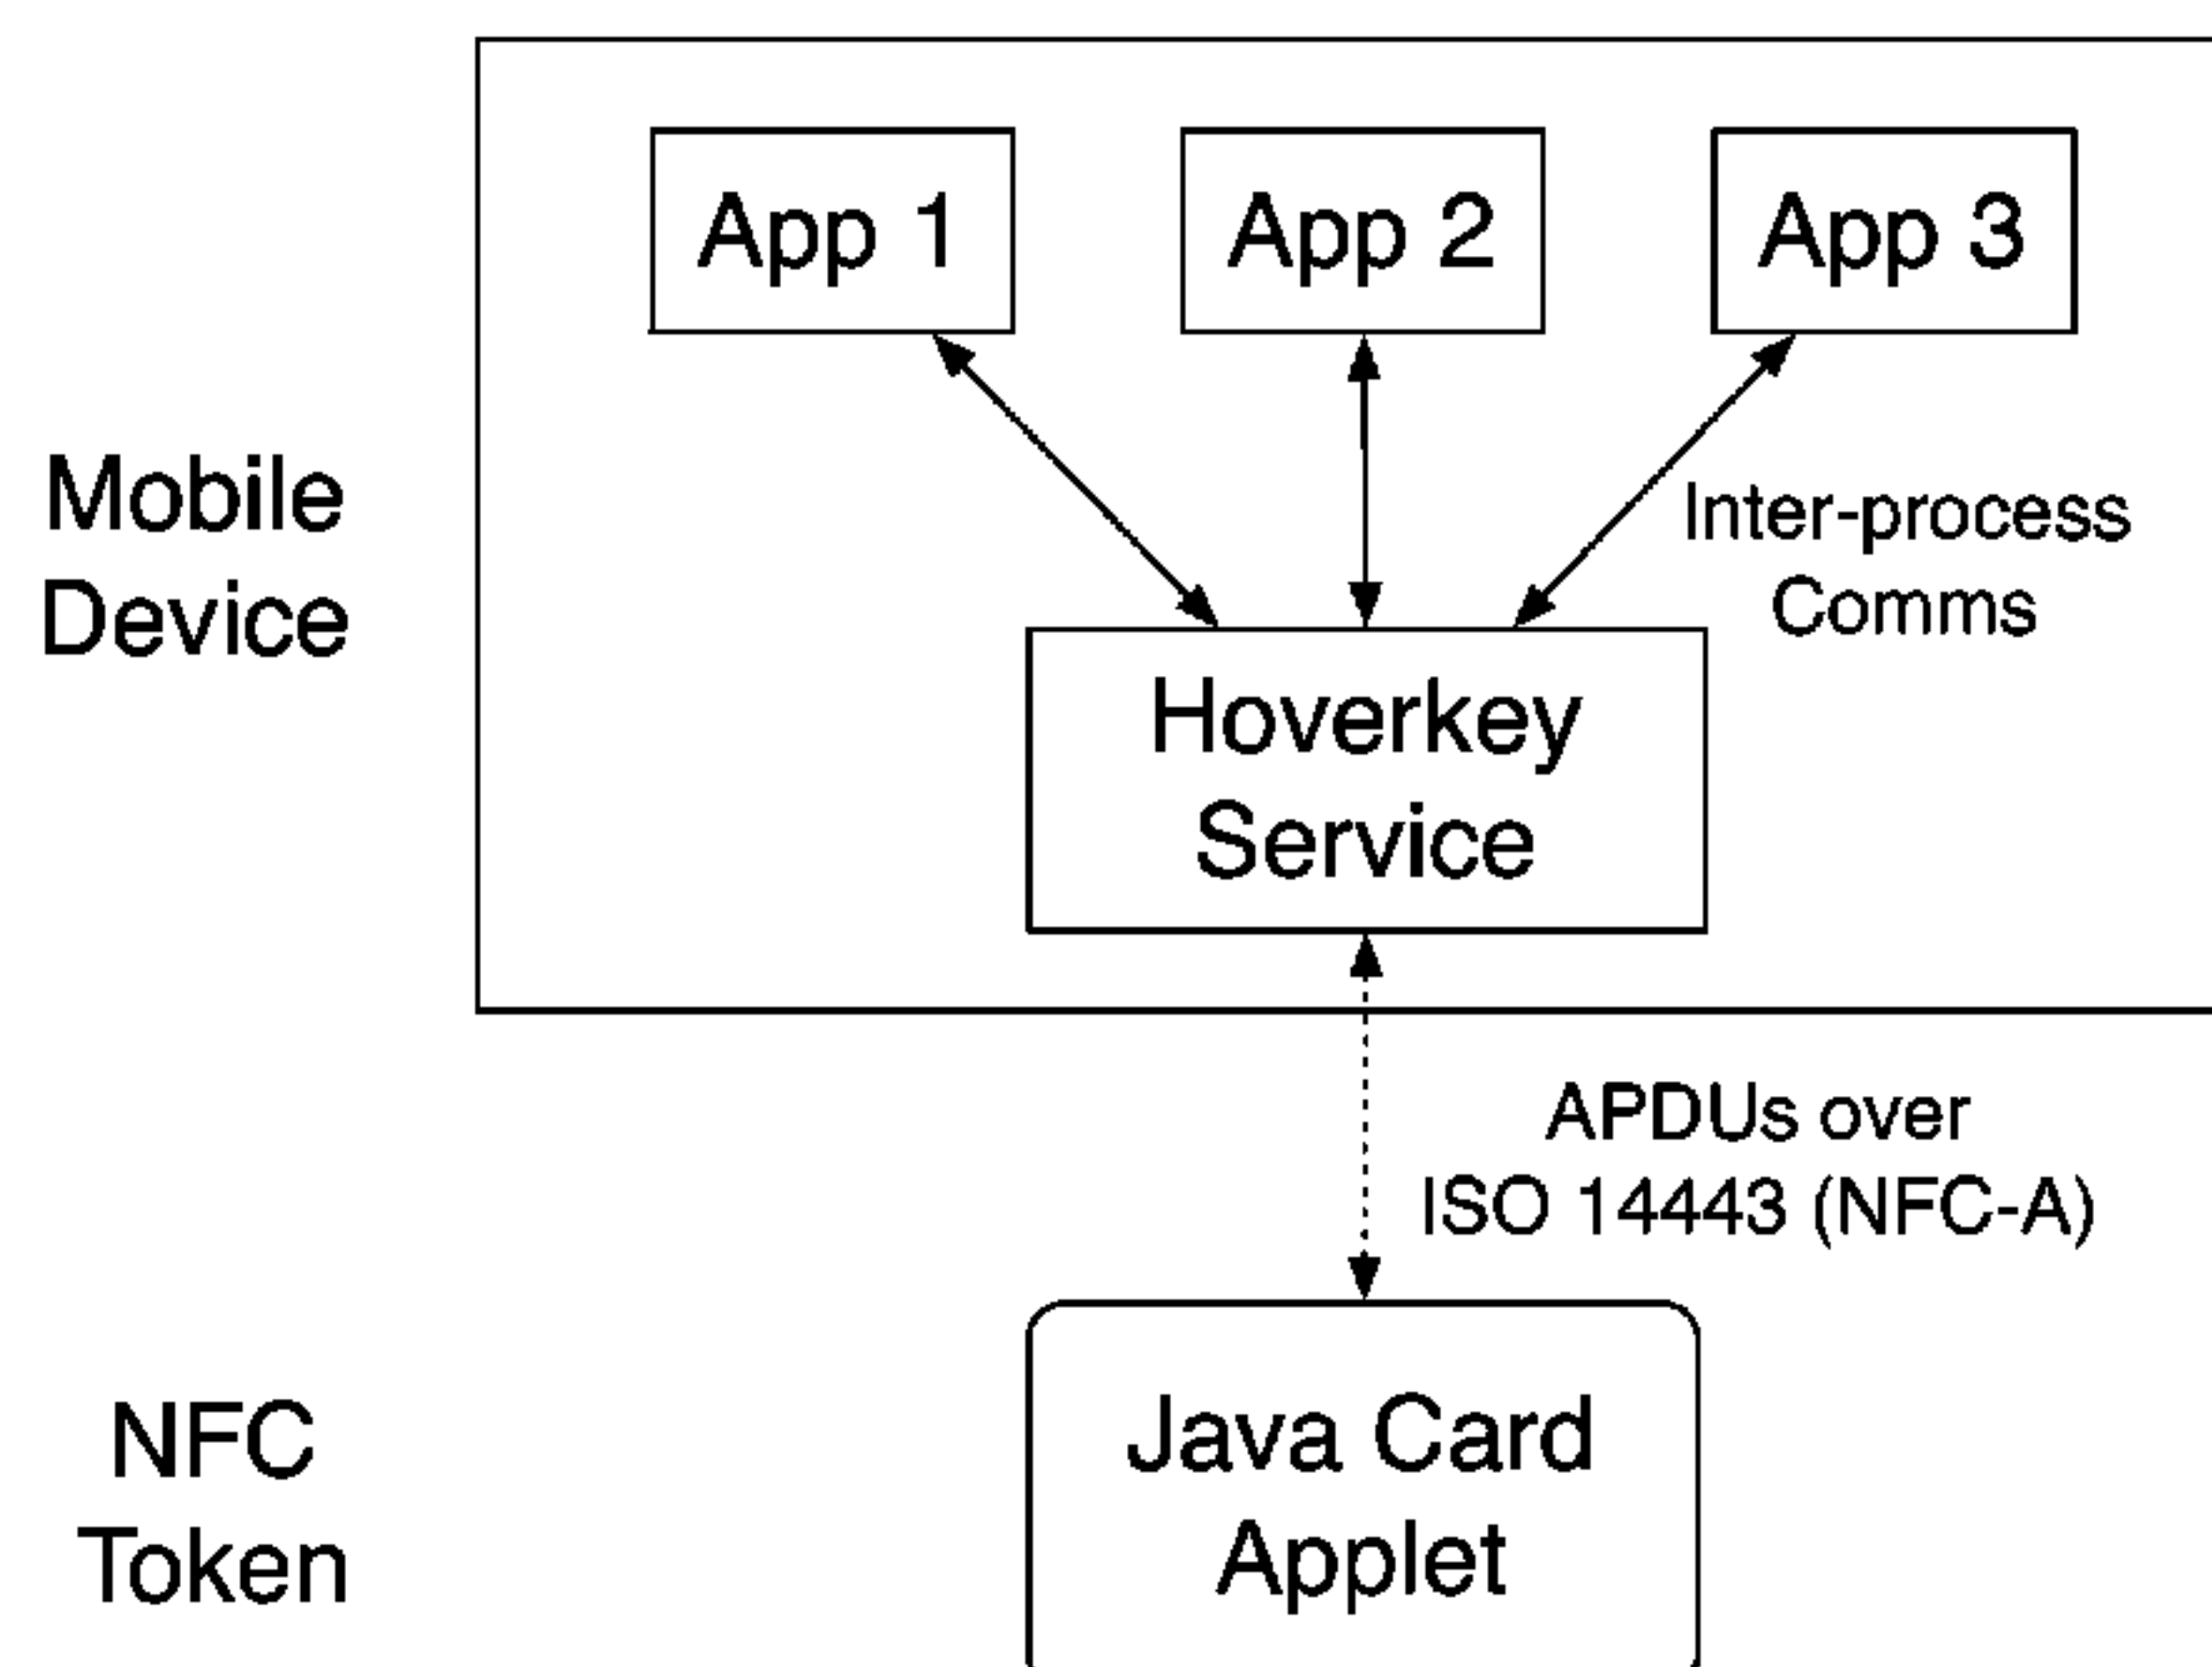 App 1
App 2
App 3
Mobile
Device
Inter-process
Comms
Hoverkey
Service
APDUs over
ISO 14443 (NFC-A)
NFC
Token
Java Card
Applet